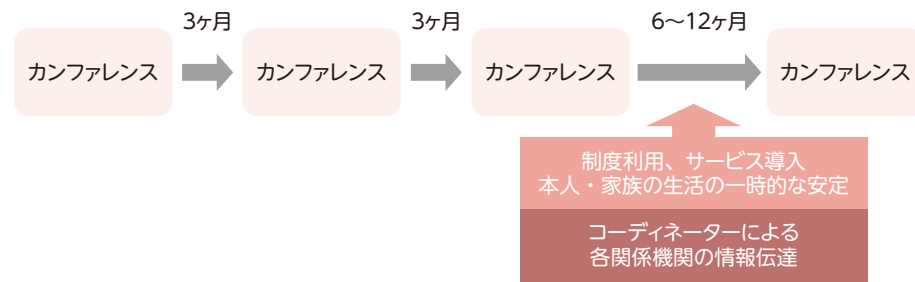 3ヶ月
3ヶ月
6～12ヶ月
カンファレンス
カンファレンス
カンファレンス
カンファレンス
制度利用、サービス導入
本人・家族の生活の一時的な安定
コーディネーターによる
各関係機関の情報伝達